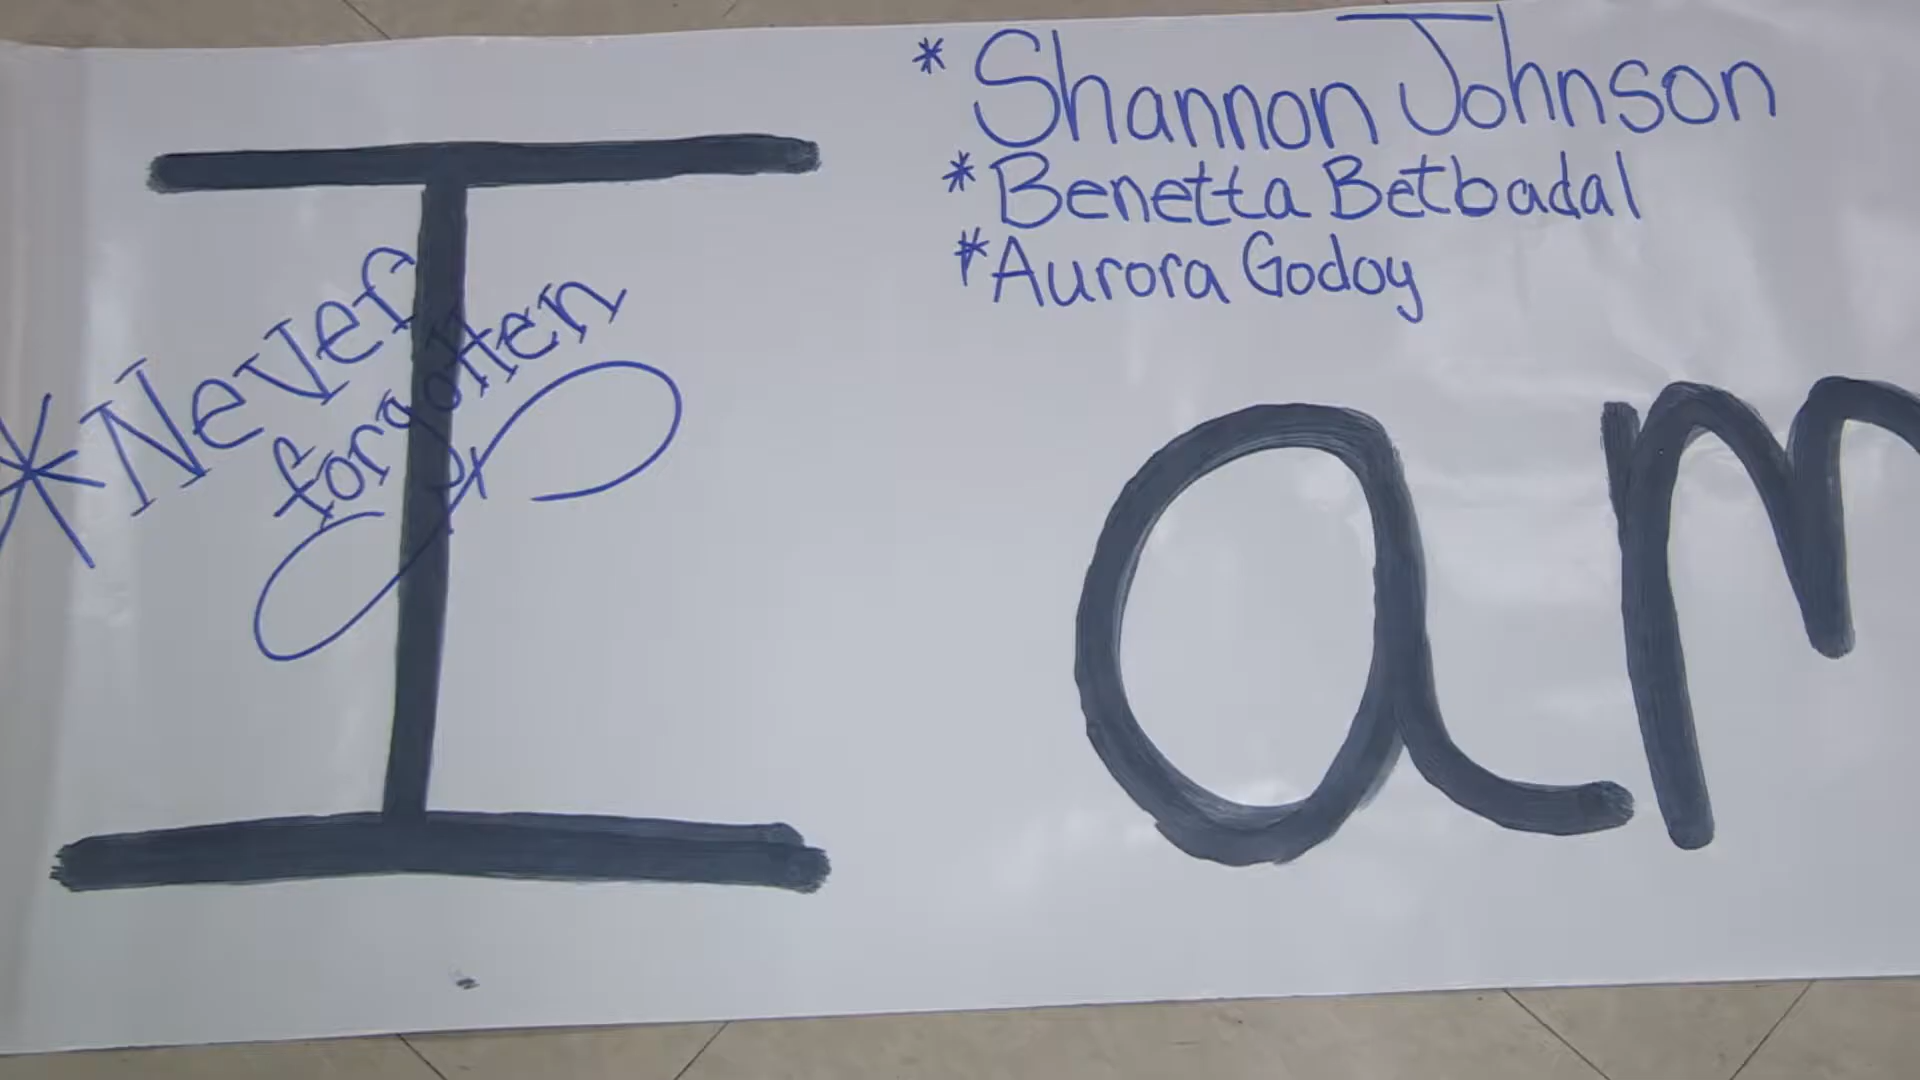 * Shannon Johnson
* Benetta Betbadal
* Aurora Godoy
* Never
forgotten
I am